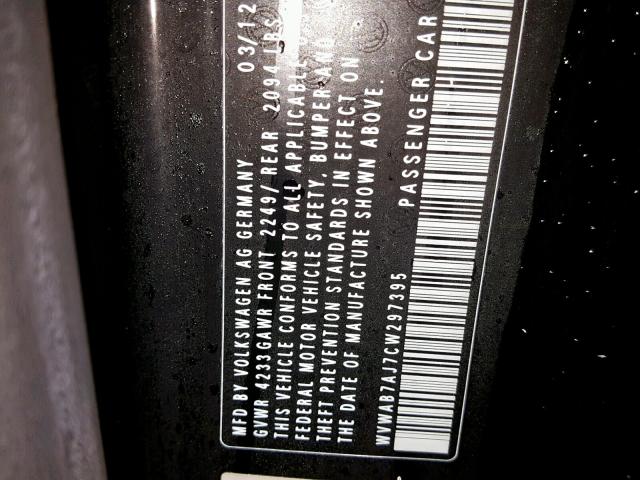 MFD BY VOLKSWAGEN AG GERMANY 03/12
GVWR 4233 GAWR FRONT 2249/ REAR 2094 LBS
THIS VEHICLE CONFORMS TO ALL APPLICABLE
FEDERAL MOTOR VEHICLE SAFETY, BUMPER AND
THEFT PREVENTION STANDARDS IN EFFECT ON
THE DATE OF MANUFACTURE SHOWN ABOVE.
WVWAB7AJ7CW297395 PASSENGER CAR
H